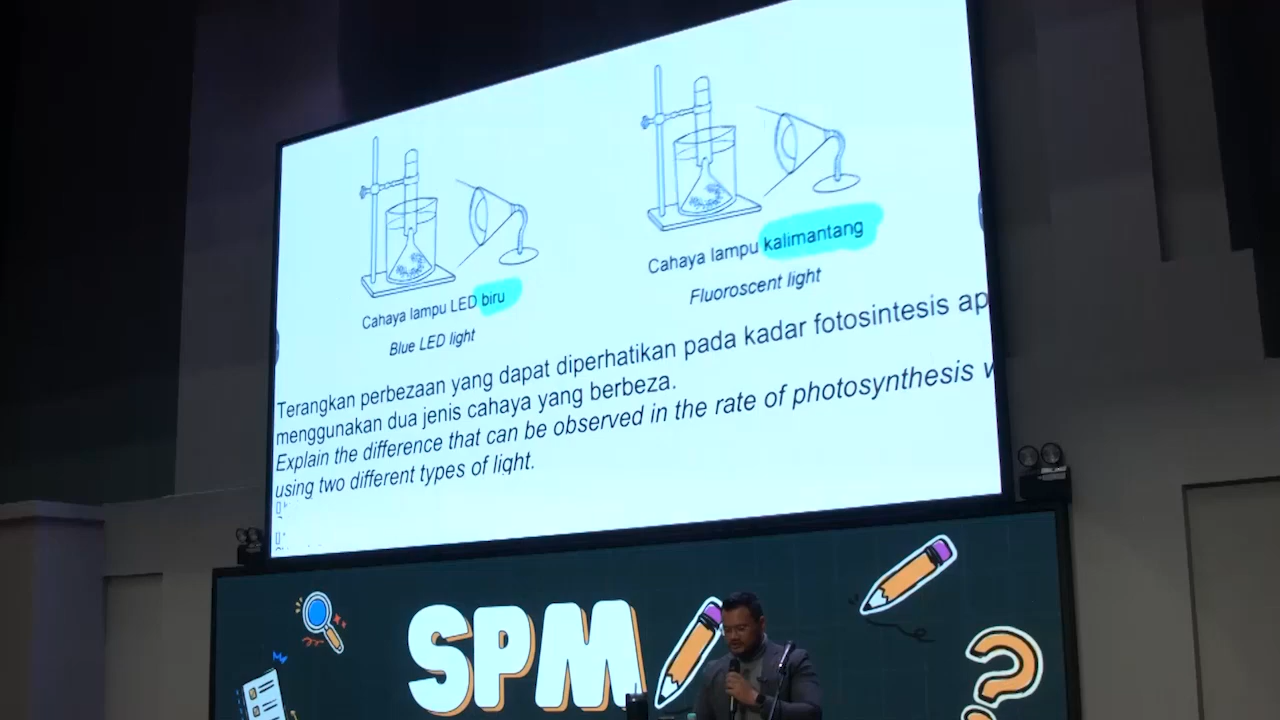 Cahaya lampu LED biru
Blue LED light
Cahaya lampu kalimantang
Fluoroscent light
Terangkan perbezaan yang dapat diperhatikan pada kadar fotosintesis ap
menggunakan dua jenis cahaya yang berbeza.
Explain the difference that can be observed in the rate of photosynthesis w
using two different types of light.
SPM